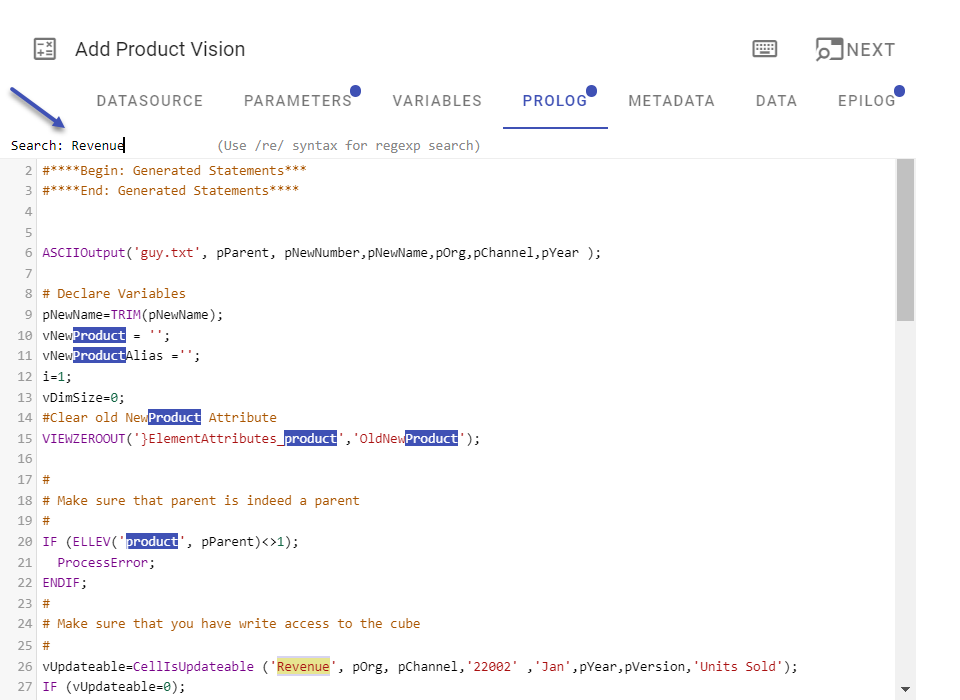 Add Product Vision
NEXT
DATASOURCE PARAMETERS VARIABLES PROLOG METADATA DATA EPILOG
Search: Revenue (Use /re/ syntax for regexp search)
2 #****Begin: Generated Statements***
3 #****End: Generated Statements****
4
5
6 ASCIIOutput('guy.txt', pParent, pNewNumber,pNewName,pOrg,pChannel,pYear );
7
8 # Declare Variables
9 pNewName=TRIM(pNewName);
10 vNewProduct = '';
11 vNewProductAlias ='';
12 i=1;
13 vDimSize=0;
14 #Clear old NewProduct Attribute
15 VIEWZEROOUT('}ElementAttributes_product','OldNewProduct');
16
17 #
18 # Make sure that parent is indeed a parent
19 #
20 IF (ELLEV('product', pParent)<>1);
21   ProcessError;
22 ENDIF;
23 #
24 # Make sure that you have write access to the cube
25 #
26 vUpdateable=CellIsUpdateable ('Revenue', pOrg, pChannel,'22002' ,'Jan',pYear,pVersion,'Units Sold');
27 IF (vUpdateable=0);